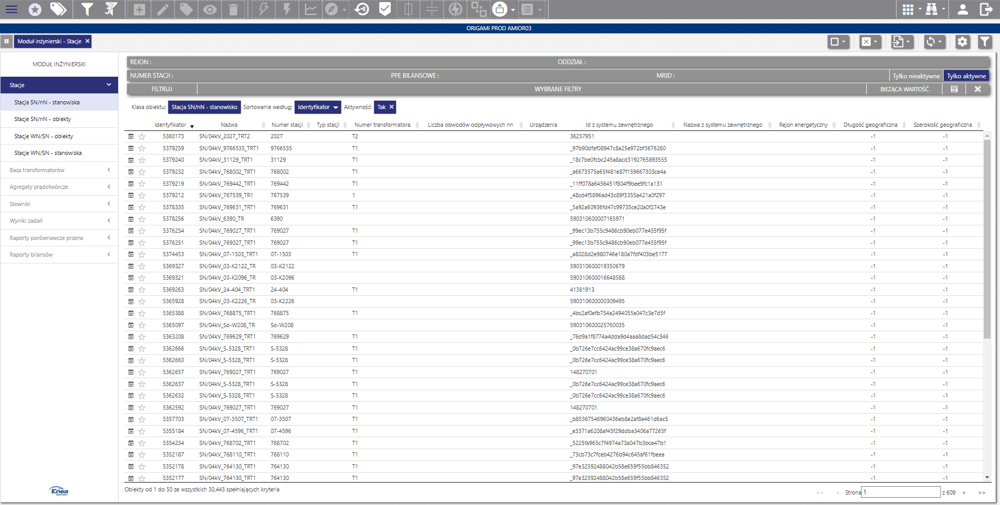 ORIGAMI PROD AMIOR03
Moduł inżynierski - Stacje ×
MODUŁ INŻYNIERSKI
Stacje
Stacja SN/nN - stanowiska
Stacje SN/nN - obiekty
Stacje WN/SN - obiekty
Stacje WN/SN - stanowiska
Baza transformatorów
Agregaty prądotwórcze
Słowniki
Wyniki zadań
Raporty porównawcze przerw
Raporty bilansów
Enea
Operator
REJON : ODDZIAŁ :
NUMER STACJI : PPE BILANSOWE : MRID : Tylko nieaktywne Tylko aktywne
FILTRUJ WYBRANE FILTRY BIEŻĄCA WARTOŚĆ
Klasa obiektu: Stacja SN/nN - stanowisko Sortowanie według: Identyfikator Aktywność: Tak ×
Identyfikator Nazwa Numer stacji Typ stacji Numer transformatora Liczba obwodów odpływowych nn Urządzenia Id z systemu zewnętrznego Nazwa z systemu zewnętrznego Rejon energetyczny Długość geograficzna Szerokość geograficzna
5380173 SN/04kV_2027_TRT2 2027 T2 36257951 -1 -1
5379259 SN/04kV_9766535_TRT1 9766535 T1 _97b90dfaf08947c8a25e972bf3676260 -1 -1
5379240 SN/04kV_31129_TRT1 31129 T1 _18c7be0fcbc245a8acd3192765893555 -1 -1
5379232 SN/04kV_768002_TRT1 768002 T1 _a6673575a65f481e87f159667303ce4a -1 -1
5379219 SN/04kV_769442_TRT1 769442 T1 _11ff078a6456451f804f9bee9fc1a131 -1 -1
5379212 SN/04kV_767539_TR1 767539 1 _48cd4f5896ad43c89f3355a421a0f297 -1 -1
5378335 SN/04kV_769631_TRT1 769631 T1 _5a92a60936fd47c99735ce20a0f2743e -1 -1
5378256 SN/04kV_6390_TR 6390 590310600007165971 -1 -1
5376254 SN/04kV_769027_TRT1 769027 T1 _99ec13b755c9486cb90eb077e455f95f -1 -1
5376251 SN/04kV_769027_TRT1 769027 T1 _99ec13b755c9486cb90eb077e455f95f -1 -1
5374453 SN/04kV_07-1503_TRT1 07-1503 T1 _a8028d2e980746e180a7fdf403be5177 -1 -1
5369327 SN/04kV_03-K2122_TR 03-K2122 590310600019350679 -1 -1
5369321 SN/04kV_03-K2096_TR 03-K2096 590310600016648588 -1 -1
5369263 SN/04kV_24-404_TRT1 24-404 T1 41381913 -1 -1
5365928 SN/04kV_03-K2226_TR 03-K2226 590310600000309495 -1 -1
5365388 SN/04kV_768875_TRT1 768875 T1 _4bc2af0efb754a2494055a047c3e7d5f -1 -1
5365097 SN/04kV_So-W208_TR So-W208 590310600025760035 -1 -1
5363208 SN/04kV_769629_TRT1 769629 T1 _76d9a1f8774a4dda9d4aaa8dad54c346 -1 -1
5362666 SN/04kV_S-5328_TRT1 S-5328 T1 _0b726e7cc6424ac99ce38a670fc9aec6 -1 -1
5362660 SN/04kV_S-5328_TRT1 S-5328 T1 _0b726e7cc6424ac99ce38a670fc9aec6 -1 -1
5362657 SN/04kV_769027_TRT1 769027 T1 148270701 -1 -1
5362637 SN/04kV_S-5328_TRT1 S-5328 T1 _0b726e7cc6424ac99ce38a670fc9aec6 -1 -1
5362632 SN/04kV_S-5328_TRT1 S-5328 T1 _0b726e7cc6424ac99ce38a670fc9aec6 -1 -1
5362592 SN/04kV_769027_TRT1 769027 T1 148270701 -1 -1
5357703 SN/04kV_07-3507_TRT1 07-3507 T1 _b85367546960436eb8e2af8e461d6ac5 -1 -1
5355184 SN/04kV_07-4596_TRT1 07-4596 T1 _e3371a6208af45f29ddba3406a77265f -1 -1
5354234 SN/04kV_768702_TRT1 768702 T1 _5225fa965c7f4974a73a047b3bce47b1 -1 -1
5352187 SN/04kV_768110_TRT1 768110 T1 _73cb73c7fceb4276b94c645af61fbeea -1 -1
5352178 SN/04kV_764130_TRT1 764130 T1 _97e32592488042b58e659f55bb846352 -1 -1
5352177 SN/04kV_764130_TRT1 764130 T1 _97e32592488042b58e659f55bb846352 -1 -1
Obiekty od 1 do 50 ze wszystkich 30,443 spełniających kryteria
<< < Strona 1 z 609 > >>